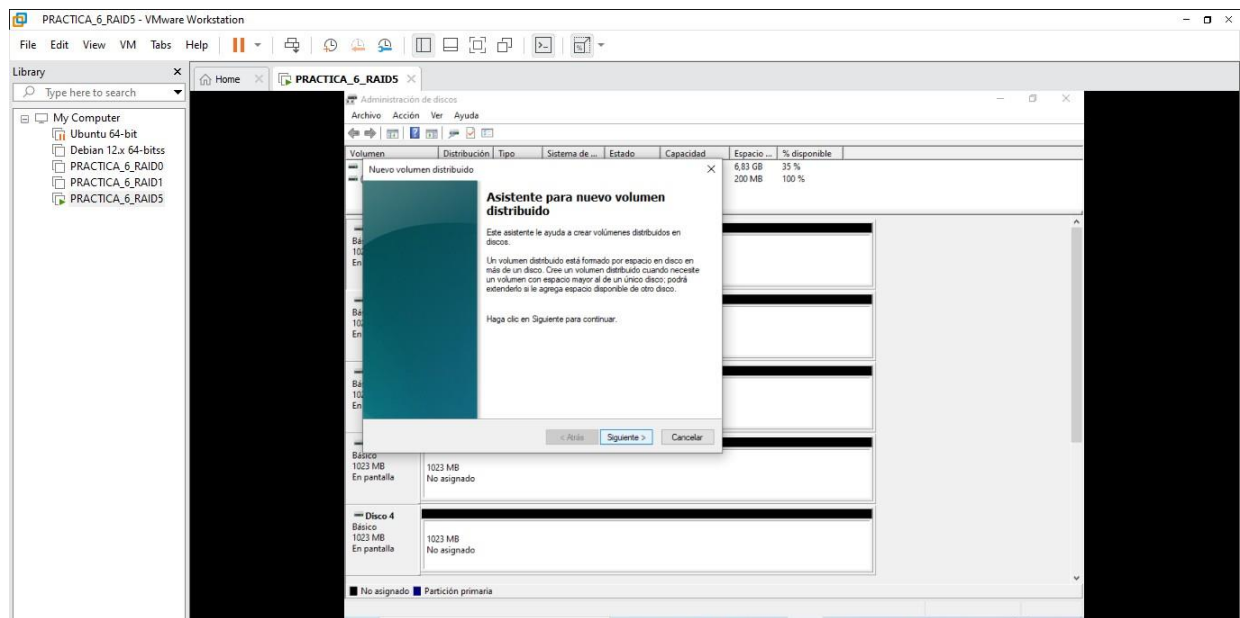 PRACTICA_6_RAID5 - VMware Workstation
File Edit View VM Tabs Help
Library
Home
PRACTICA_6_RAID5
Type here to search
My Computer
Ubuntu 64-bit
Debian 12.x 64-bitss
PRACTICA_6_RAID0
PRACTICA_6_RAID1
PRACTICA_6_RAID5
Administración de discos
Archivo Acción Ver Ayuda
Volumen Distribución Tipo Sistema de ... Estado Capacidad Espacio ... % disponible
6,83 GB 35 %
200 MB 100 %
Nuevo volumen distribuido
Asistente para nuevo volumen
distribuido
Este asistente le ayuda a crear volúmenes distribuidos en
discos.
Un volumen distribuido está formado por espacio en disco en
más de un disco. Cree un volumen distribuido cuando necesite
un volumen con espacio mayor al de un único disco; podrá
extenderlo si le agrega espacio disponible de otro disco.
Haga clic en Siguiente para continuar.
< Atrás Siguiente > Cancelar
Básico
1023 MB
En pantalla
1023 MB
No asignado
Disco 4
Básico
1023 MB
En pantalla
1023 MB
No asignado
No asignado Partición primaria